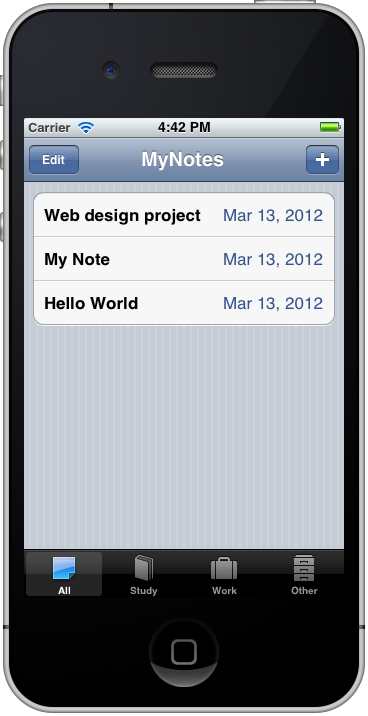 Carrier 4:42 PM
Edit MyNotes +
Web design project Mar 13, 2012
My Note Mar 13, 2012
Hello World Mar 13, 2012
All Study Work Other